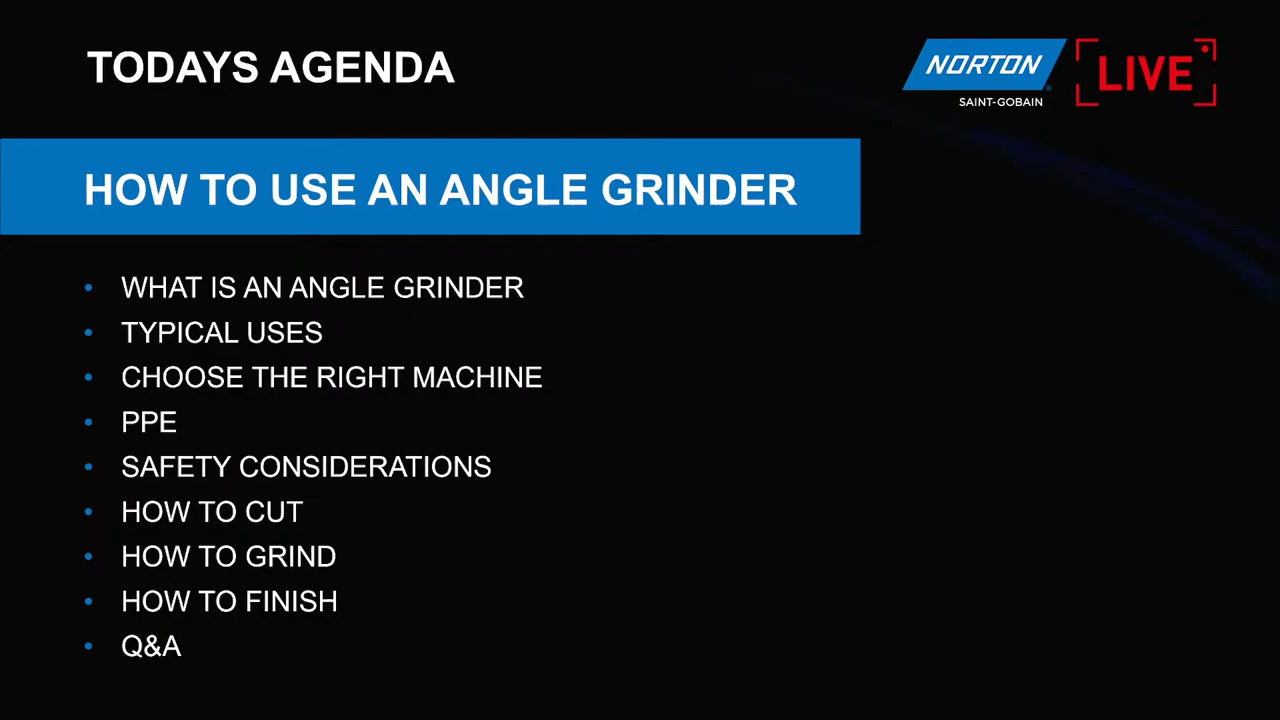 TODAYS AGENDA
NORTON
SAINT-GOBAIN
LIVE
HOW TO USE AN ANGLE GRINDER
• WHAT IS AN ANGLE GRINDER
• TYPICAL USES
• CHOOSE THE RIGHT MACHINE
• PPE
• SAFETY CONSIDERATIONS
• HOW TO CUT
• HOW TO GRIND
• HOW TO FINISH
• Q&A